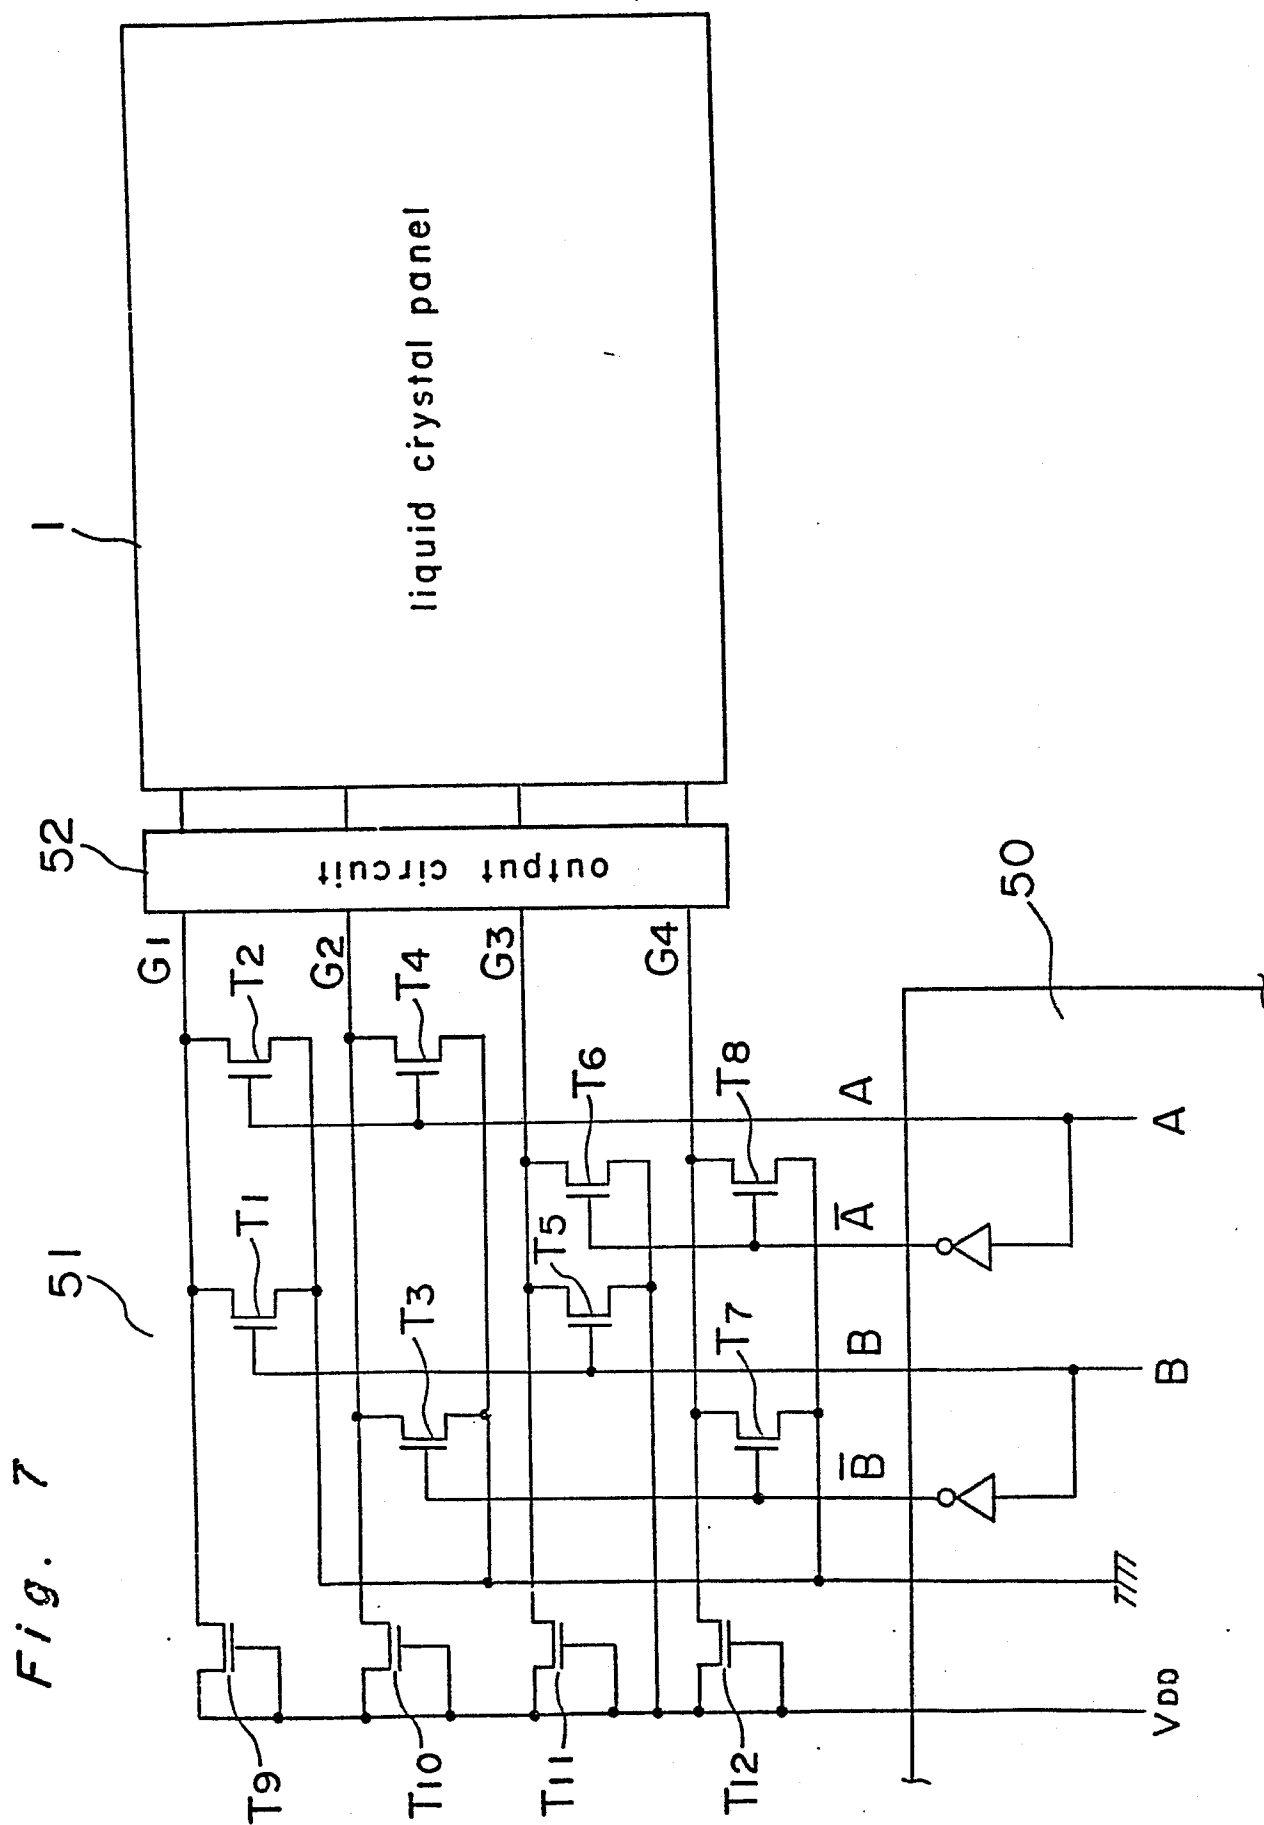 Fig. 7
1
liquid crystal panel
52
output circuit
51
50
G1
G2
G3
G4
T2
T4
T6
T8
T1
T3
T5
T7
A
A̅
B
B̅
A
B
T9
T10
T11
T12
VDD